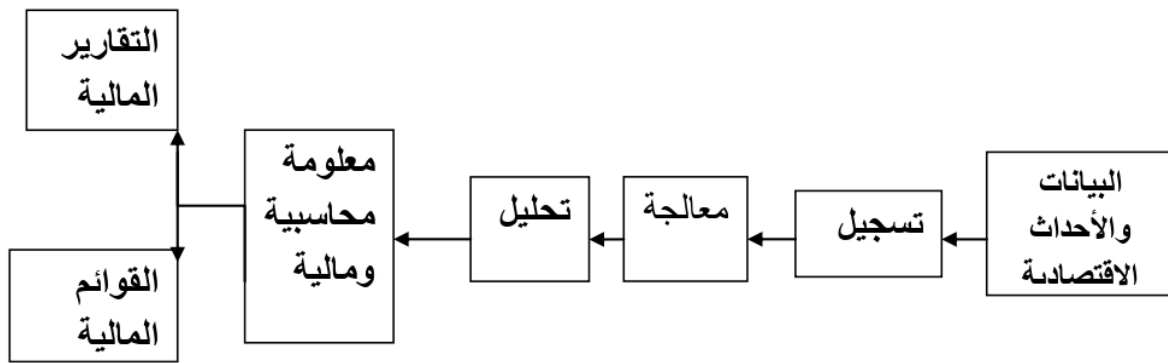 البيانات
والأحداث
الاقتصادية
تسجيل
معالجة
تحليل
معلومة
محاسبية
ومالية
التقارير
المالية
القوائم
المالية